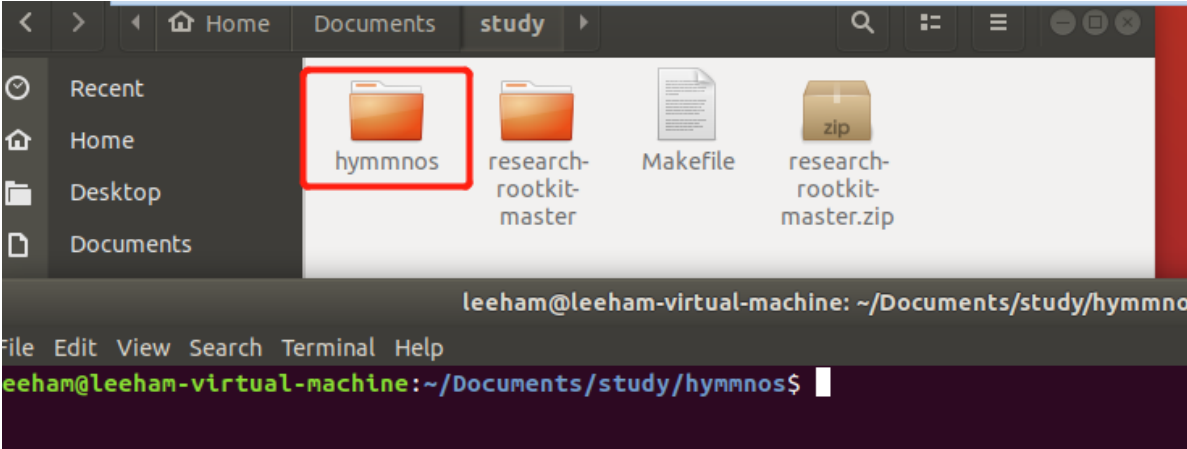 Home Documents study
Recent
Home
Desktop
Documents
hymmnos
research-
rootkit-
master
Makefile
zip
research-
rootkit-
master.zip
leeham@leeham-virtual-machine: ~/Documents/study/hymmno
File Edit View Search Terminal Help
eeham@leeham-virtual-machine:~/Documents/study/hymmnos$